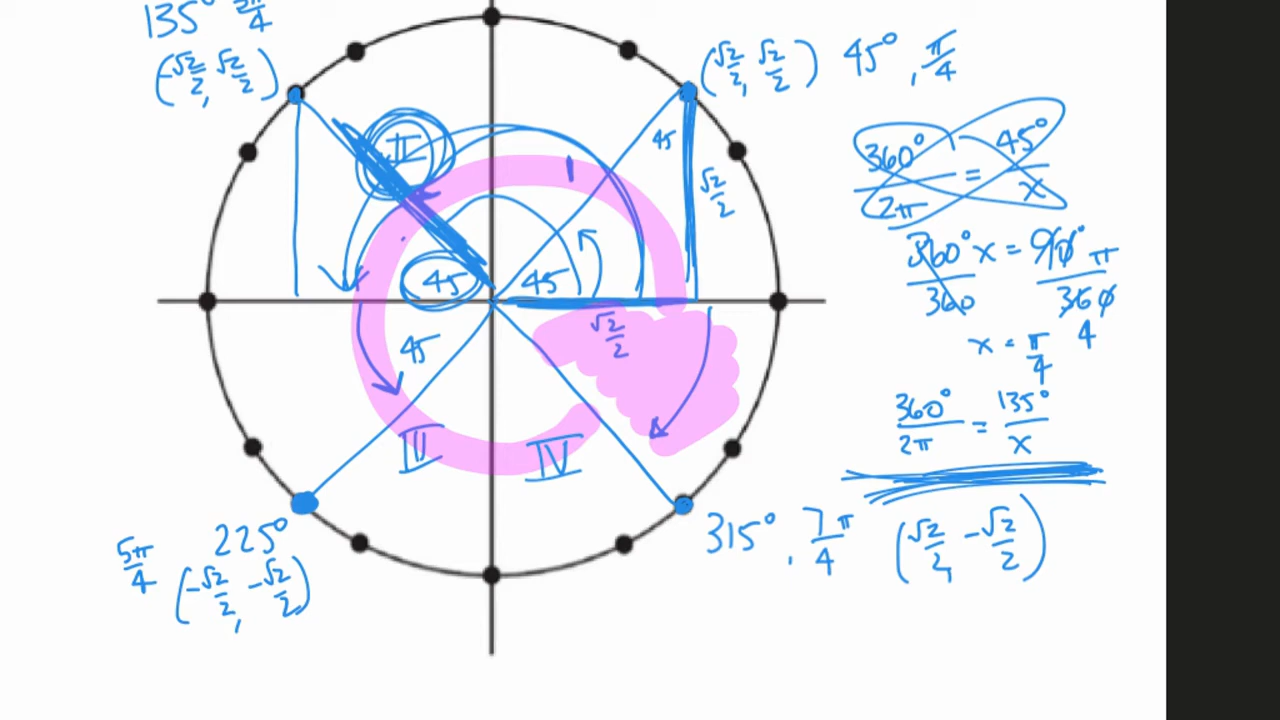 135° 3π/4
(-√2/2, √2/2)
(√2/2, √2/2) 45°, π/4
II
45
√2/2
360°/2π = 45°/x
45 45
√2/2
360°x/360 = 90°π/360
4
x = π/4
45
360°/2π = 135°/x
III IV
225°
5π/4
(-√2/2, -√2/2)
315°, 7π/4 (√2/2, -√2/2)